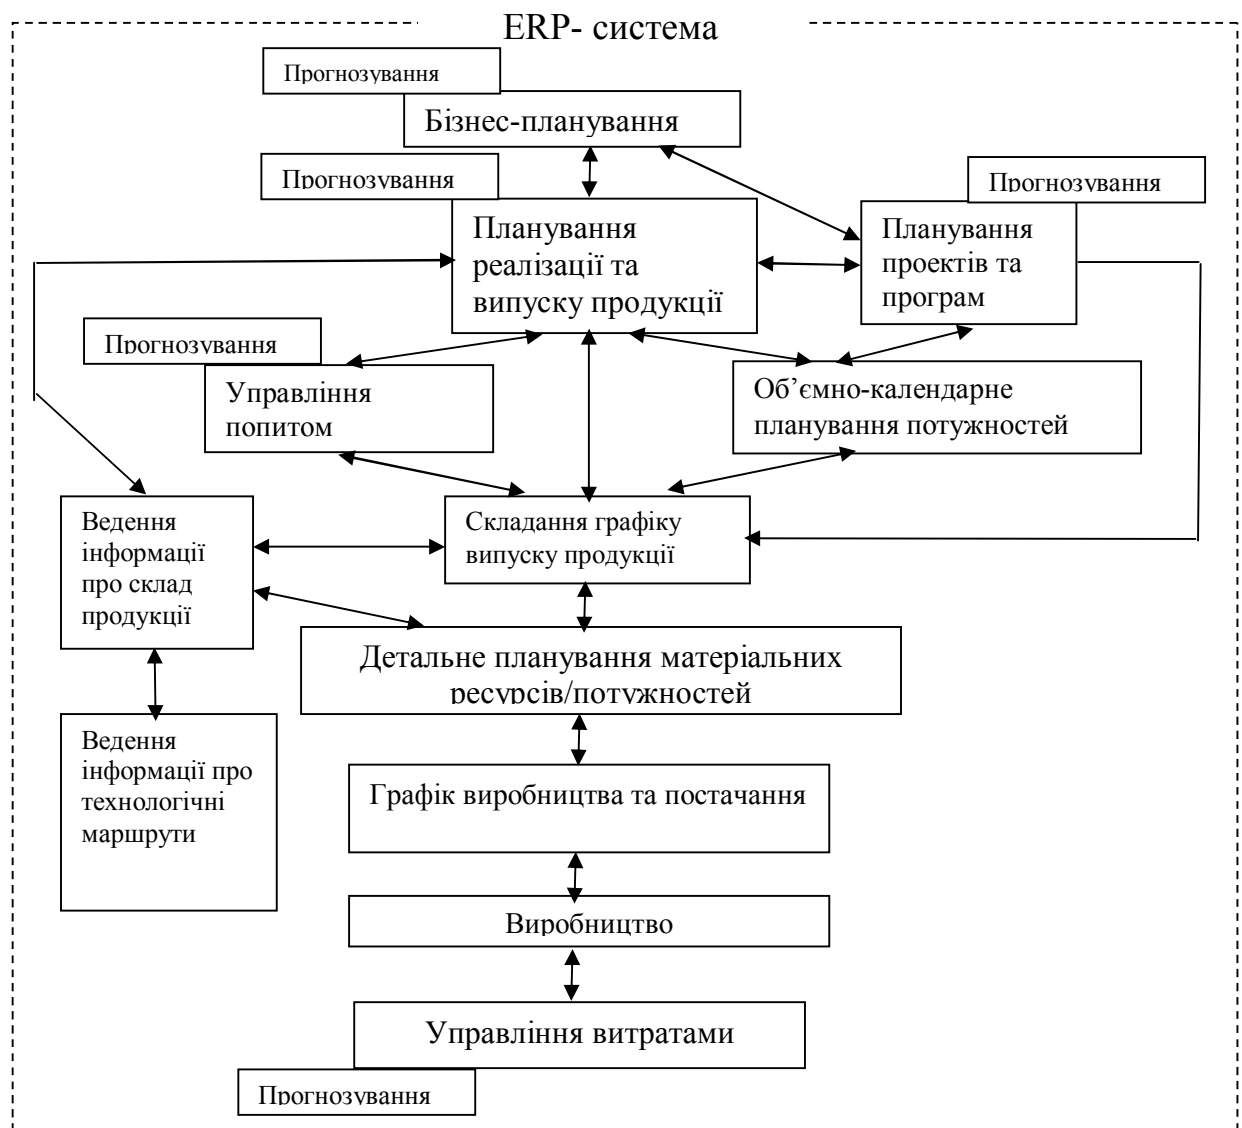 ERP- система
Прогнозування
Бізнес-планування
Прогнозування
Прогнозування
Планування
реалізації та
випуску продукції
Планування
проектів та
програм
Прогнозування
Управління
попитом
Об’ємно-календарне
планування потужностей
Ведення
інформації
про склад
продукції
Складання графіку
випуску продукції
Детальне планування матеріальних
ресурсів/потужностей
Ведення
інформації про
технологічні
маршрути
Графік виробництва та постачання
Виробництво
Управління витратами
Прогнозування